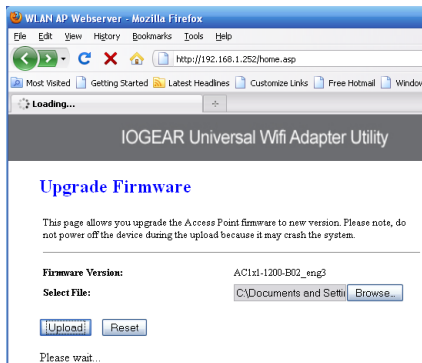 WLAN AP Webserver - Mozilla Firefox
File Edit View History Bookmarks Tools Help
http://192.168.1.252/home.asp
Most Visited Getting Started Latest Headlines Customize Links Free Hotmail Window
Loading...
IOGEAR Universal Wifi Adapter Utility
Upgrade Firmware
This page allows you upgrade the Access Point firmware to new version. Please note, do
not power off the device during the upload because it may crash the system.
Firmware Version: AC1x1-1200-B02_eng3
Select File: C:\Documents and Settin Browse...
Upload Reset
Please wait...